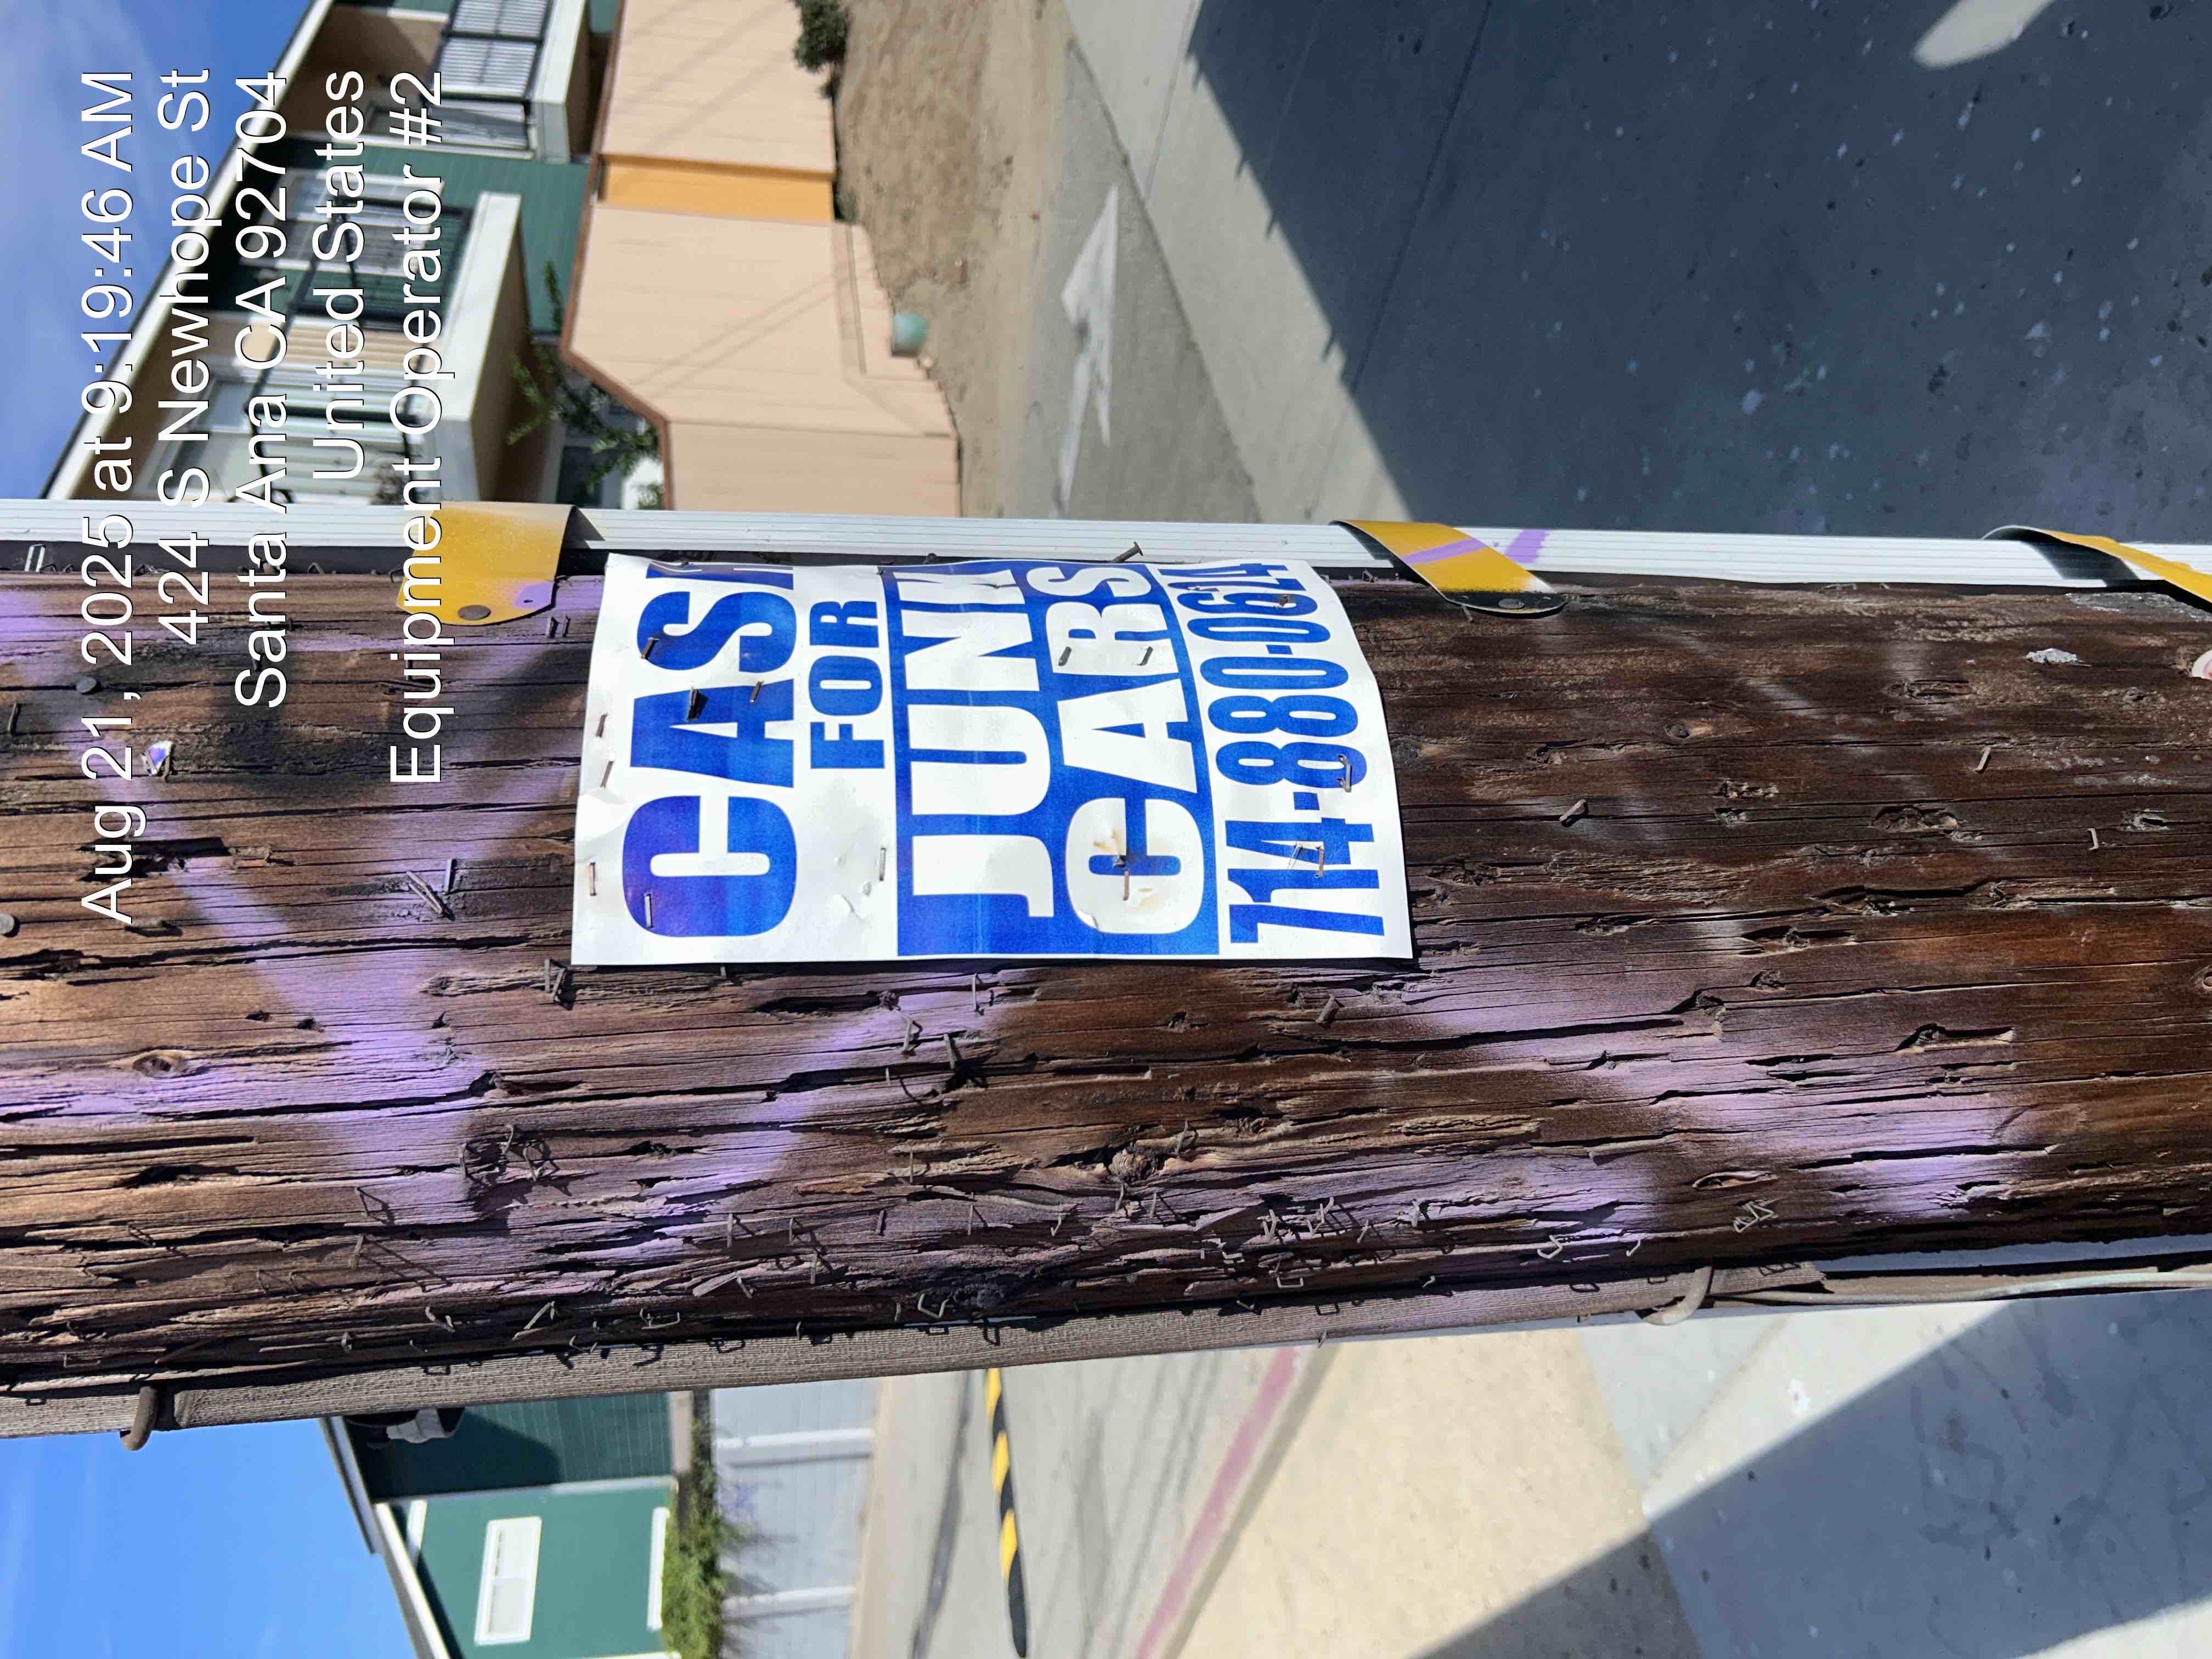 Aug 21, 2025 at 9:19:46 AM
424 S Newhope St
Santa Ana CA 92704
United States
Equipment Operator #2
CASH
FOR
JUNK
CARS
714-880-0624